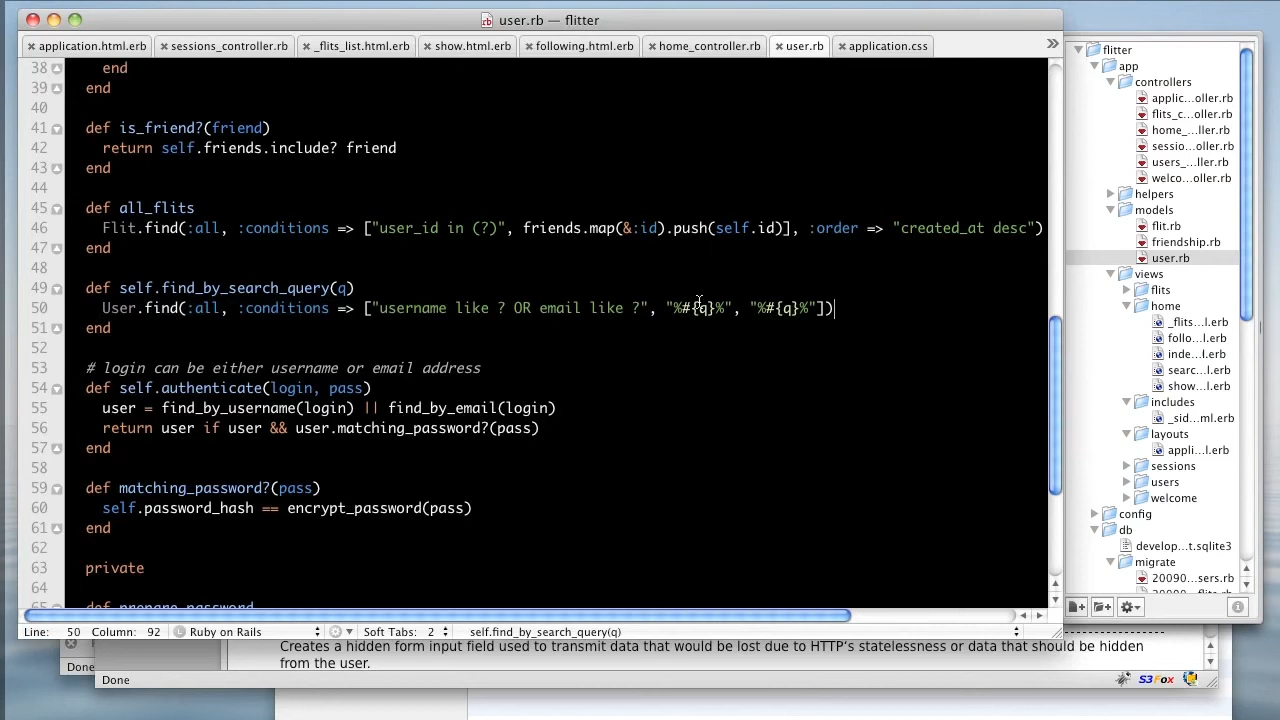 user.rb — flitter
application.html.erb sessions_controller.rb _flits_list.html.erb show.html.erb following.html.erb home_controller.rb user.rb application.css »
38 end
39 end
40
41 def is_friend?(friend)
42 return self.friends.include? friend
43 end
44
45 def all_flits
46 Flit.find(:all, :conditions => ["user_id in (?)", friends.map(&:id).push(self.id)], :order => "created_at desc")
47 end
48
49 def self.find_by_search_query(q)
50 User.find(:all, :conditions => ["username like ? OR email like ?", "%#{q}%", "%#{q}%"])
51 end
52
53 # login can be either username or email address
54 def self.authenticate(login, pass)
55 user = find_by_username(login) || find_by_email(login)
56 return user if user && user.matching_password?(pass)
57 end
58
59 def matching_password?(pass)
60 self.password_hash == encrypt_password(pass)
61 end
62
63 private
64
65 def prepare_password
Line: 50 Column: 92 Ruby on Rails Soft Tabs: 2 self.find_by_search_query(q)
flitter
app
controllers
applic...oller.rb
flits_c...oller.rb
home_...ller.rb
sessio...oller.rb
users_...ller.rb
welco...oller.rb
helpers
models
flit.rb
friendship.rb
user.rb
views
flits
home
_flits...l.erb
follo...l.erb
inde...l.erb
searc...l.erb
show...l.erb
includes
_sid...ml.erb
layouts
appli...l.erb
sessions
users
welcome
config
db
develop...t.sqlite3
migrate
20090...sers.rb
Creates a hidden form input field used to transmit data that would be lost due to HTTP's statelessness or data that should be hidden
from the user.
Done
Done S3Fox